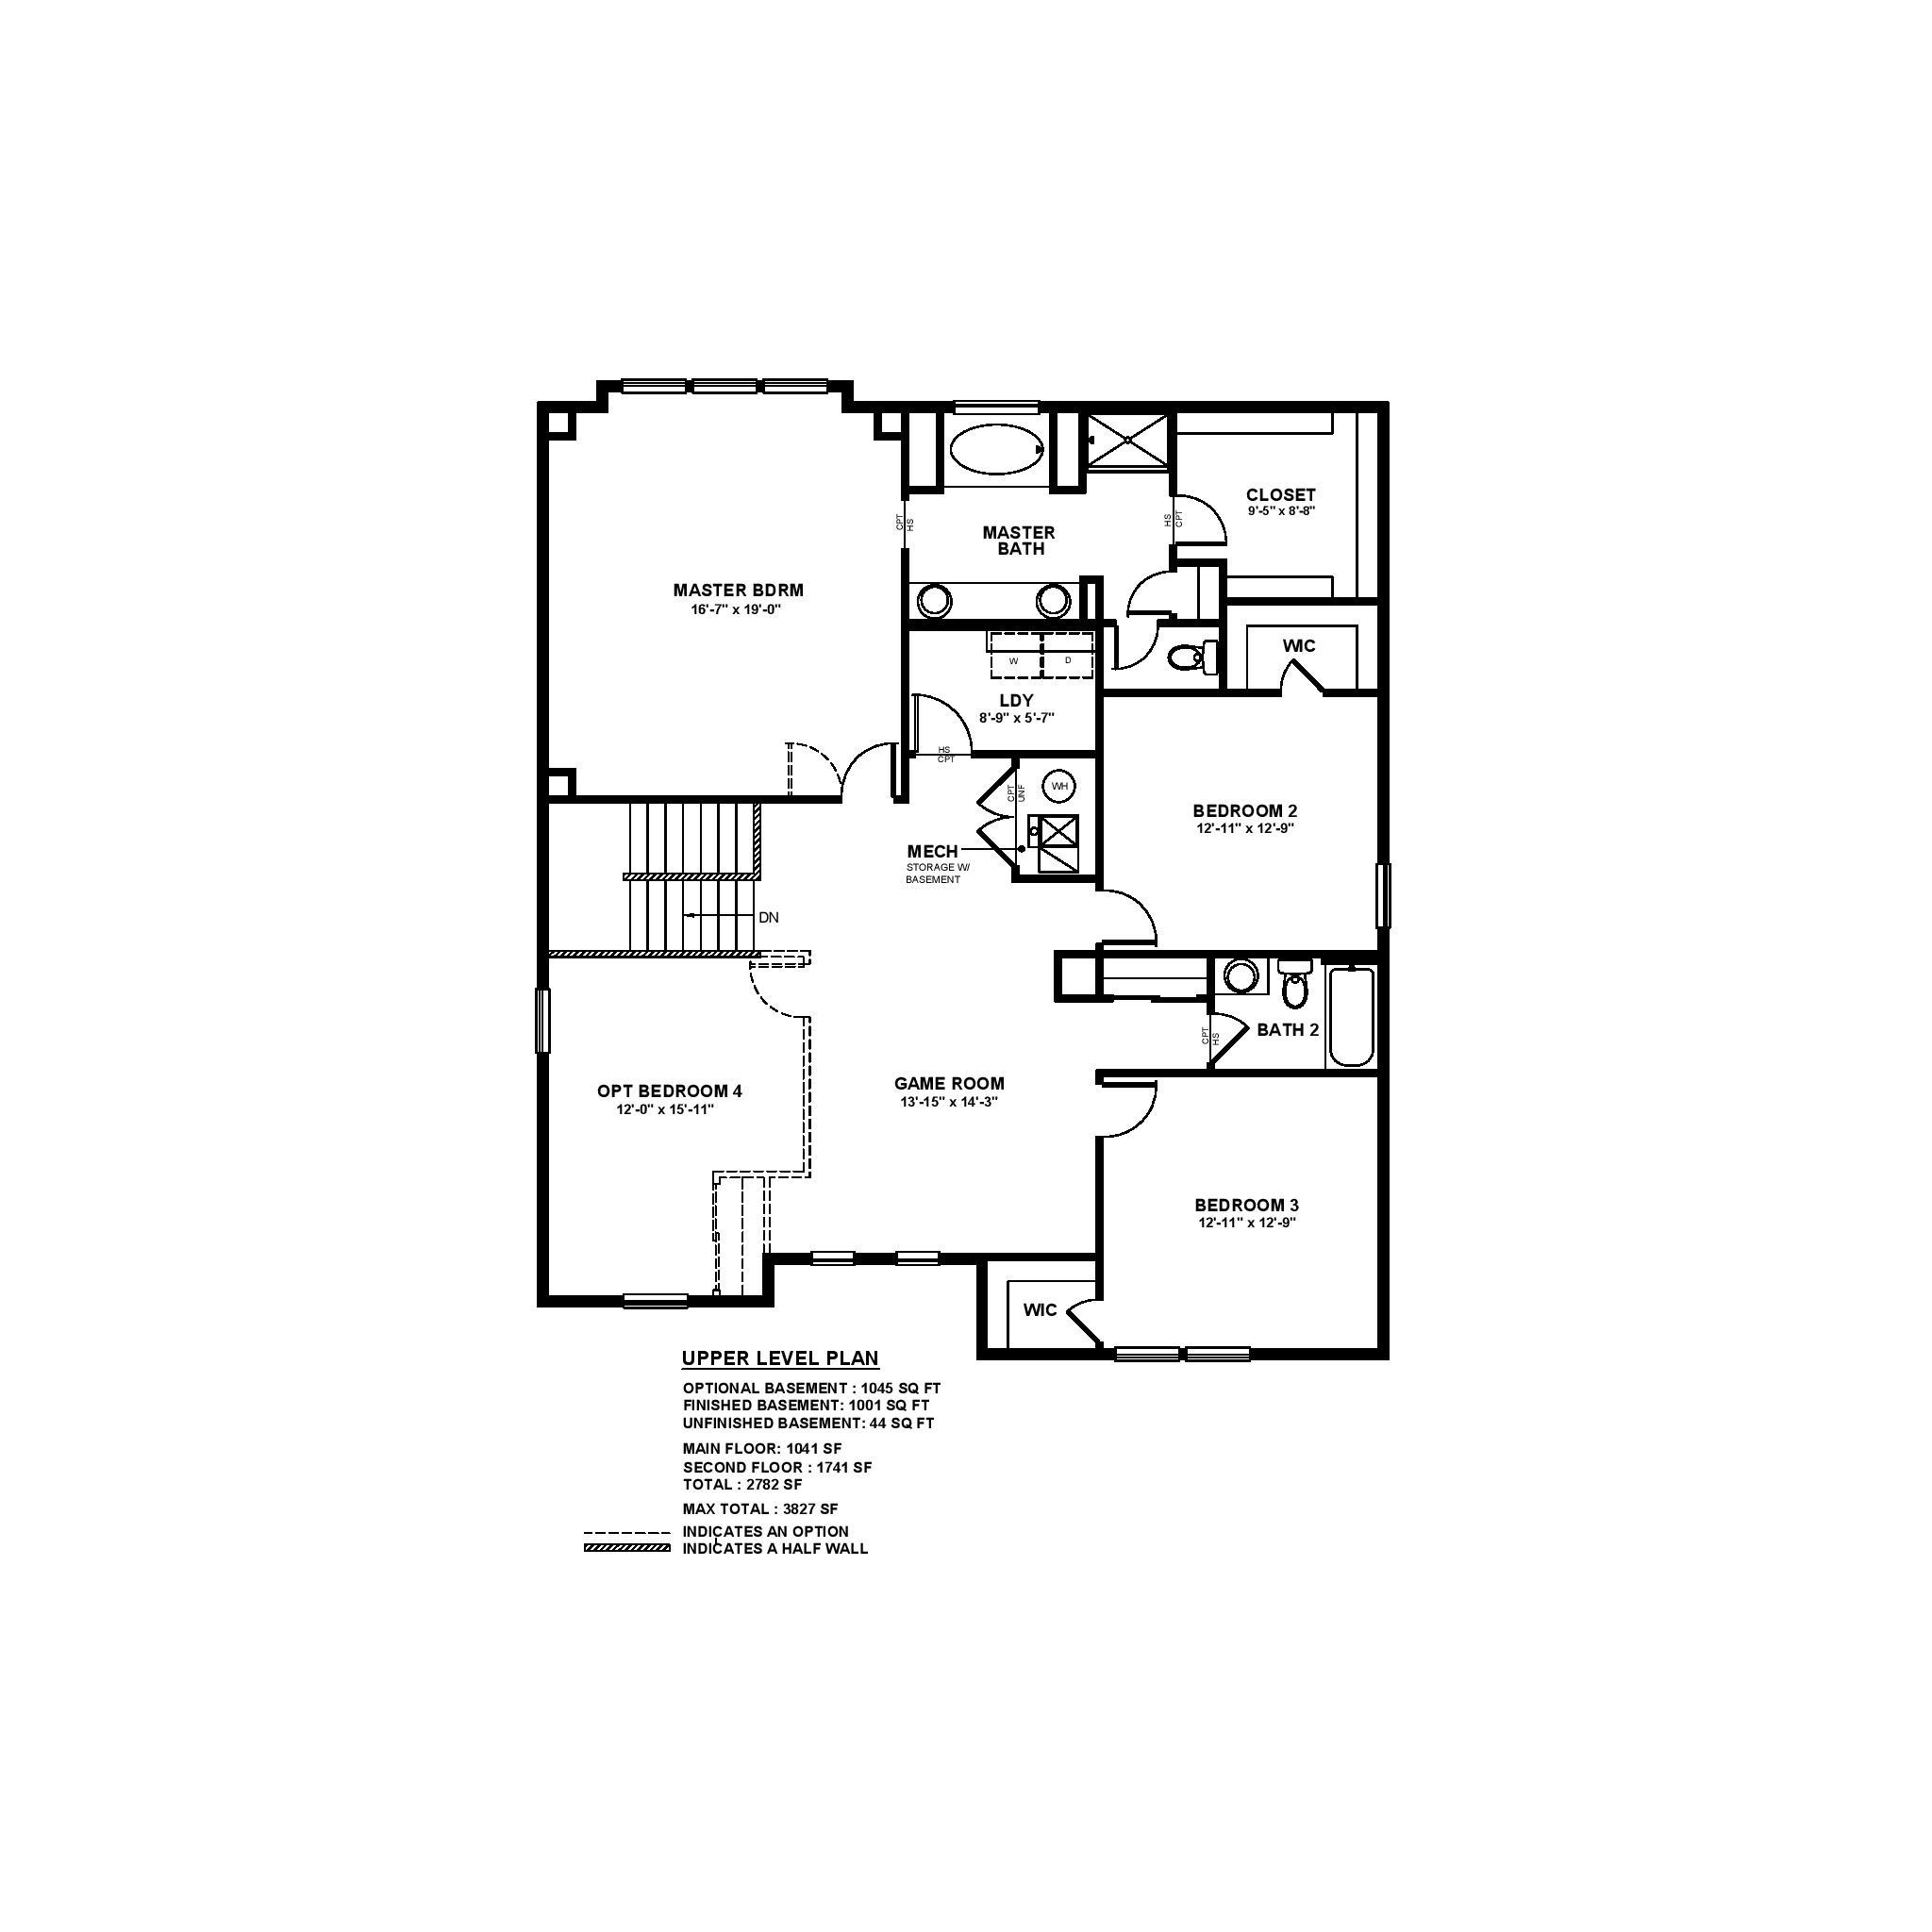 CLOSET
9'-5" x 8'-8"
CPT
HS
HS
CPT
MASTER
BATH
MASTER BDRM
16'-7" x 19'-0"
WIC
W
D
LDY
8'-9" x 5'-7"
HS
CPT
CPT
UNF
WH
BEDROOM 2
12'-11" x 12'-9"
MECH
STORAGE W/
BASEMENT
DN
CPT
HS
BATH 2
GAME ROOM
13'-15" x 14'-3"
OPT BEDROOM 4
12'-0" x 15'-11"
BEDROOM 3
12'-11" x 12'-9"
WIC
UPPER LEVEL PLAN
OPTIONAL BASEMENT : 1045 SQ FT
FINISHED BASEMENT: 1001 SQ FT
UNFINISHED BASEMENT: 44 SQ FT
MAIN FLOOR: 1041 SF
SECOND FLOOR : 1741 SF
TOTAL : 2782 SF
MAX TOTAL : 3827 SF
INDICATES AN OPTION
INDICATES A HALF WALL